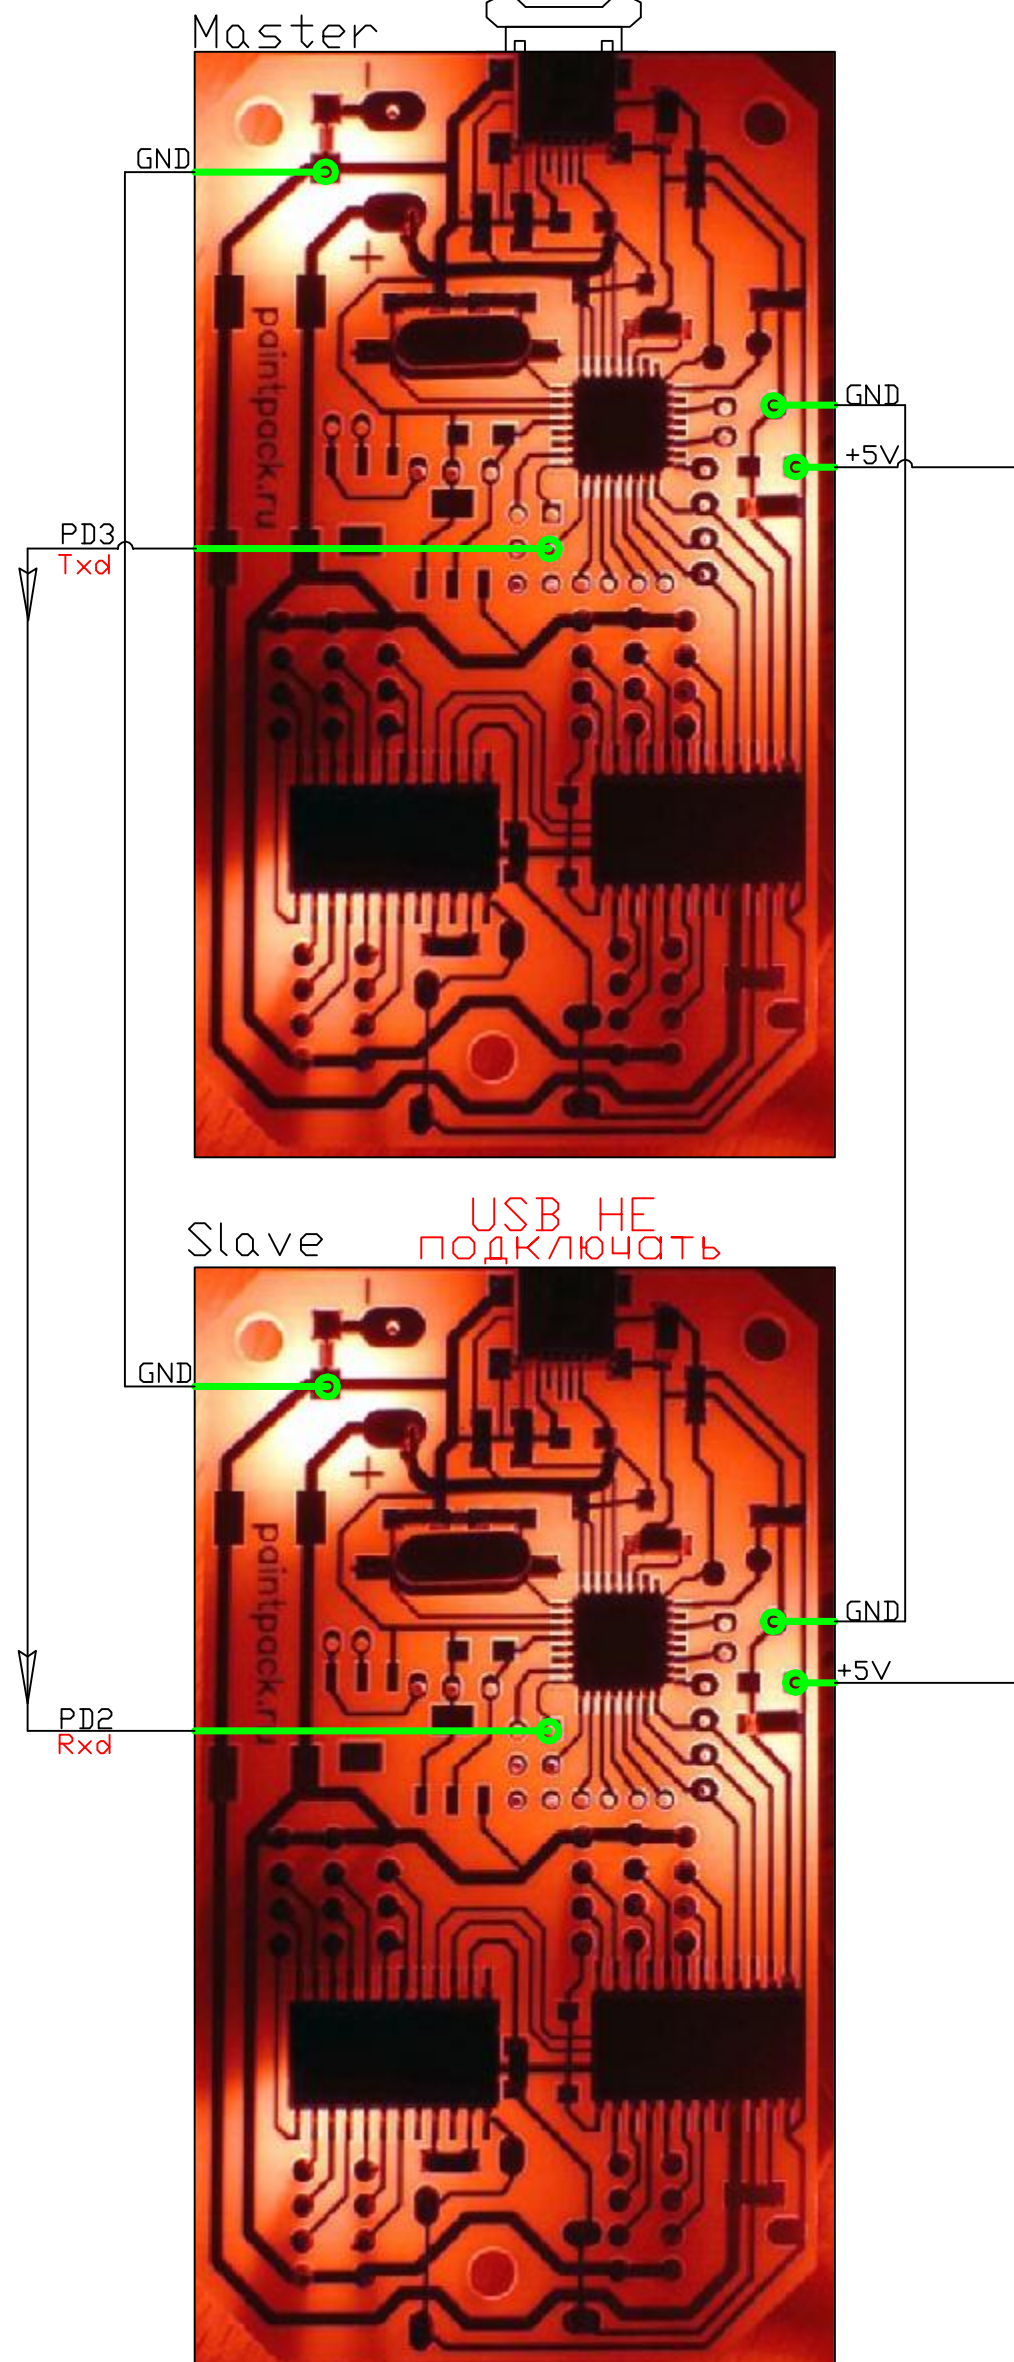 Master
GND
-
+
paintpack.ru
GND
+5V
PD3
Txd
USB НЕ
подключать
Slave
GND
-
+
paintpack.ru
GND
+5V
PD2
Rxd